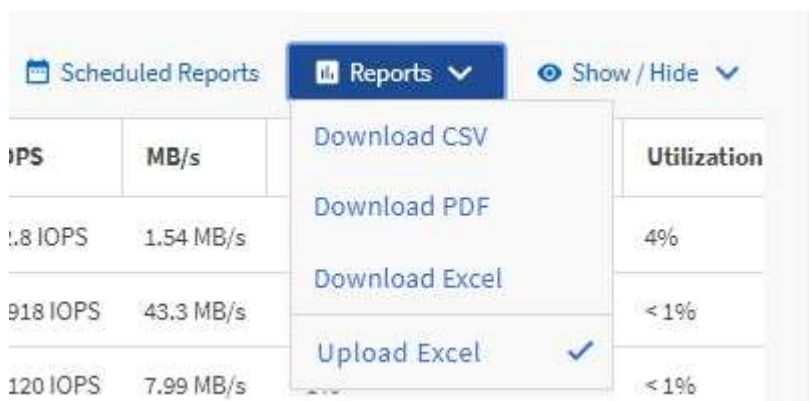 Scheduled Reports Reports Show / Hide
MB/s Utilization
Download CSV
Download PDF
1.54 MB/s 4%
Download Excel
918 IOPS 43.3 MB/s < 1%
Upload Excel
120 IOPS 7.99 MB/s < 1%